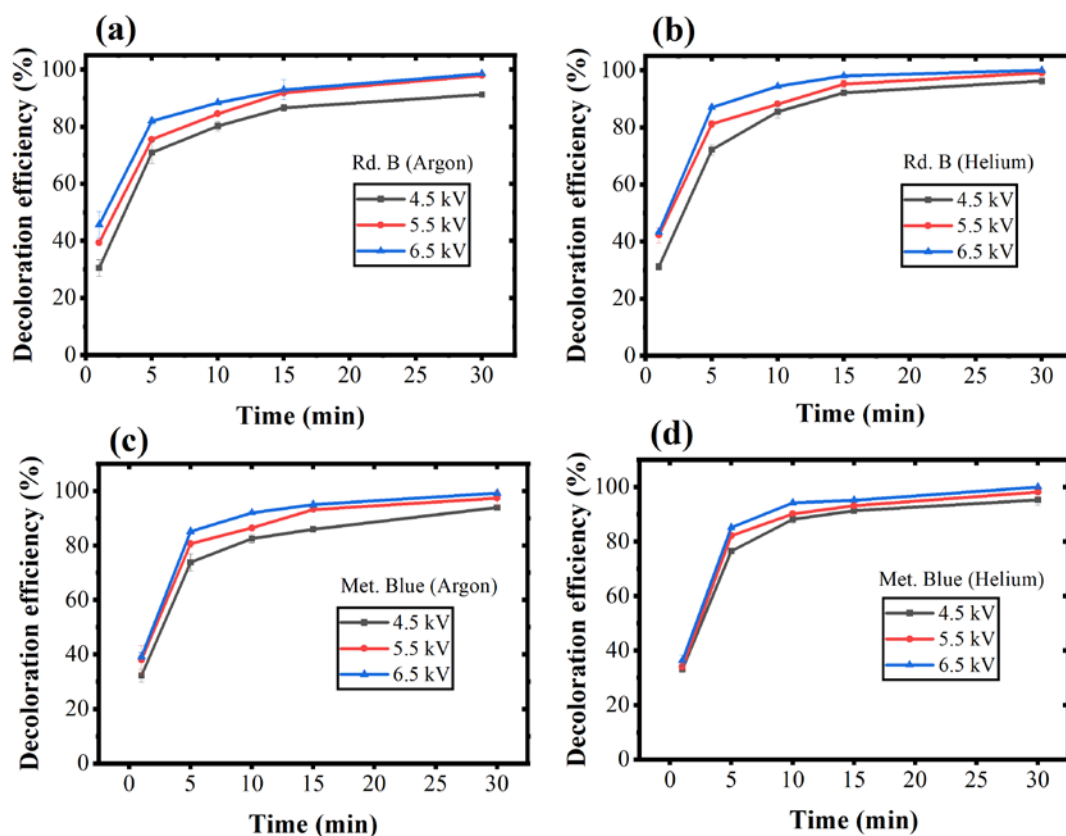 (a)
Decoloration efficiency (%)
100
80
60
40
20
0
Rd. B (Argon)
4.5 kV
5.5 kV
6.5 kV
0 5 10 15 20 25 30
Time (min)
(b)
Decoloration efficiency (%)
100
80
60
40
20
0
Rd. B (Helium)
4.5 kV
5.5 kV
6.5 kV
0 5 10 15 20 25 30
Time (min)
(c)
Decoloration efficiency (%)
100
80
60
40
20
0
Met. Blue (Argon)
4.5 kV
5.5 kV
6.5 kV
0 5 10 15 20 25 30
Time (min)
(d)
Decoloration efficiency (%)
100
80
60
40
20
0
Met. Blue (Helium)
4.5 kV
5.5 kV
6.5 kV
0 5 10 15 20 25 30
Time (min)